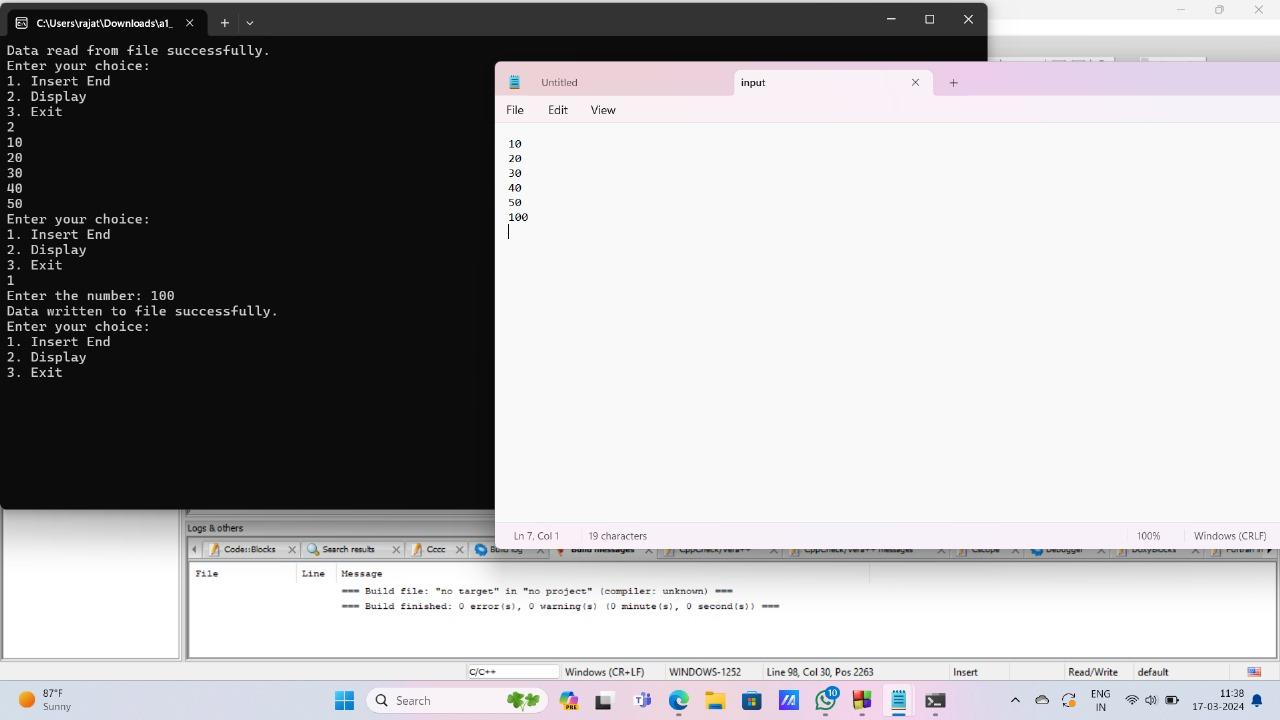 C:\Users\rajat\Downloads\a1_
Data read from file successfully.
Enter your choice:
1. Insert End
2. Display
3. Exit
2
10
20
30
40
50
Enter your choice:
1. Insert End
2. Display
3. Exit
1
Enter the number: 100
Data written to file successfully.
Enter your choice:
1. Insert End
2. Display
3. Exit
Untitled
input
File Edit View
10
20
30
40
50
100
Ln 7, Col 1 19 characters 100% Windows (CRLF)
Logs & others
Code::Blocks Search results Cccc Build log Build messages CppCheck/Vera++ CppCheck/Vera++ messages Cscope Debugger DoxyBlocks Fortran in
File Line Message
=== Build file: "no target" in "no project" (compiler: unknown) ===
=== Build finished: 0 error(s), 0 warning(s) (0 minute(s), 0 second(s)) ===
C/C++ Windows (CR+LF) WINDOWS-1252 Line 98, Col 30, Pos 2263 Insert Read/Write default
87°F
Sunny
Search
PRE
10
ENG
IN
11:38
17-03-2024